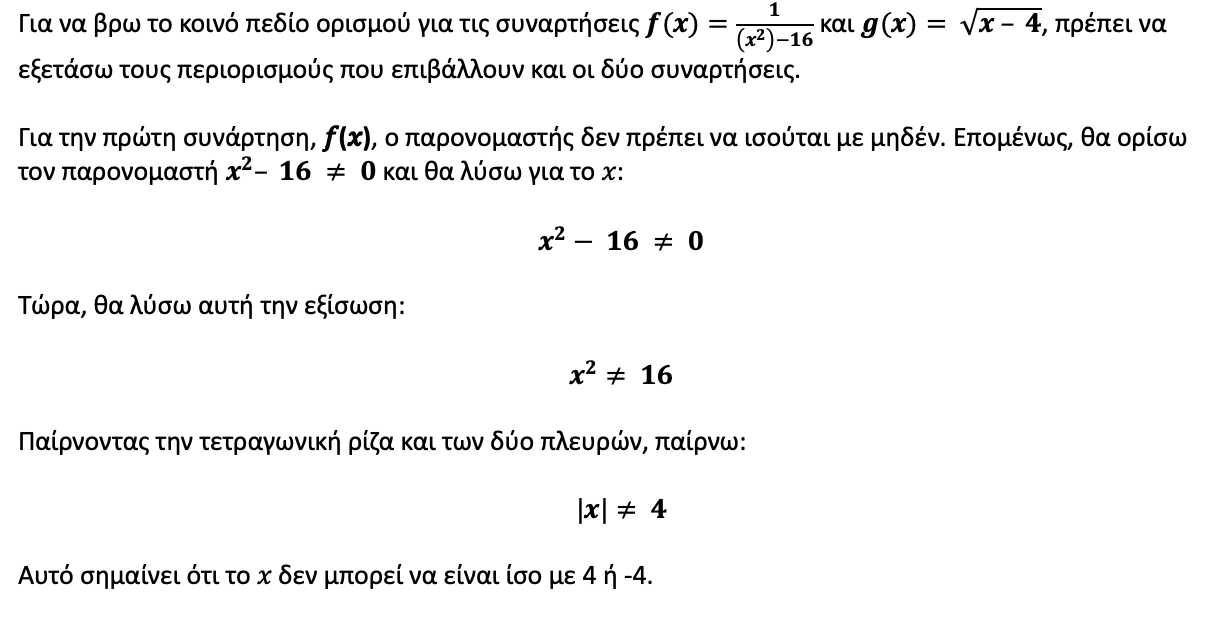 Για να βρω το κοινό πεδίο ορισμού για τις συναρτήσεις f(x) = 1/((x²)−16) και g(x) = √(x – 4), πρέπει να
εξετάσω τους περιορισμούς που επιβάλλουν και οι δύο συναρτήσεις.
Για την πρώτη συνάρτηση, f(x), ο παρονομαστής δεν πρέπει να ισούται με μηδέν. Επομένως, θα ορίσω
τον παρονομαστή x² – 16 ≠ 0 και θα λύσω για το x:
x² − 16 ≠ 0
Τώρα, θα λύσω αυτή την εξίσωση:
x² ≠ 16
Παίρνοντας την τετραγωνική ρίζα και των δύο πλευρών, παίρνω:
|x| ≠ 4
Αυτό σημαίνει ότι το x δεν μπορεί να είναι ίσο με 4 ή -4.